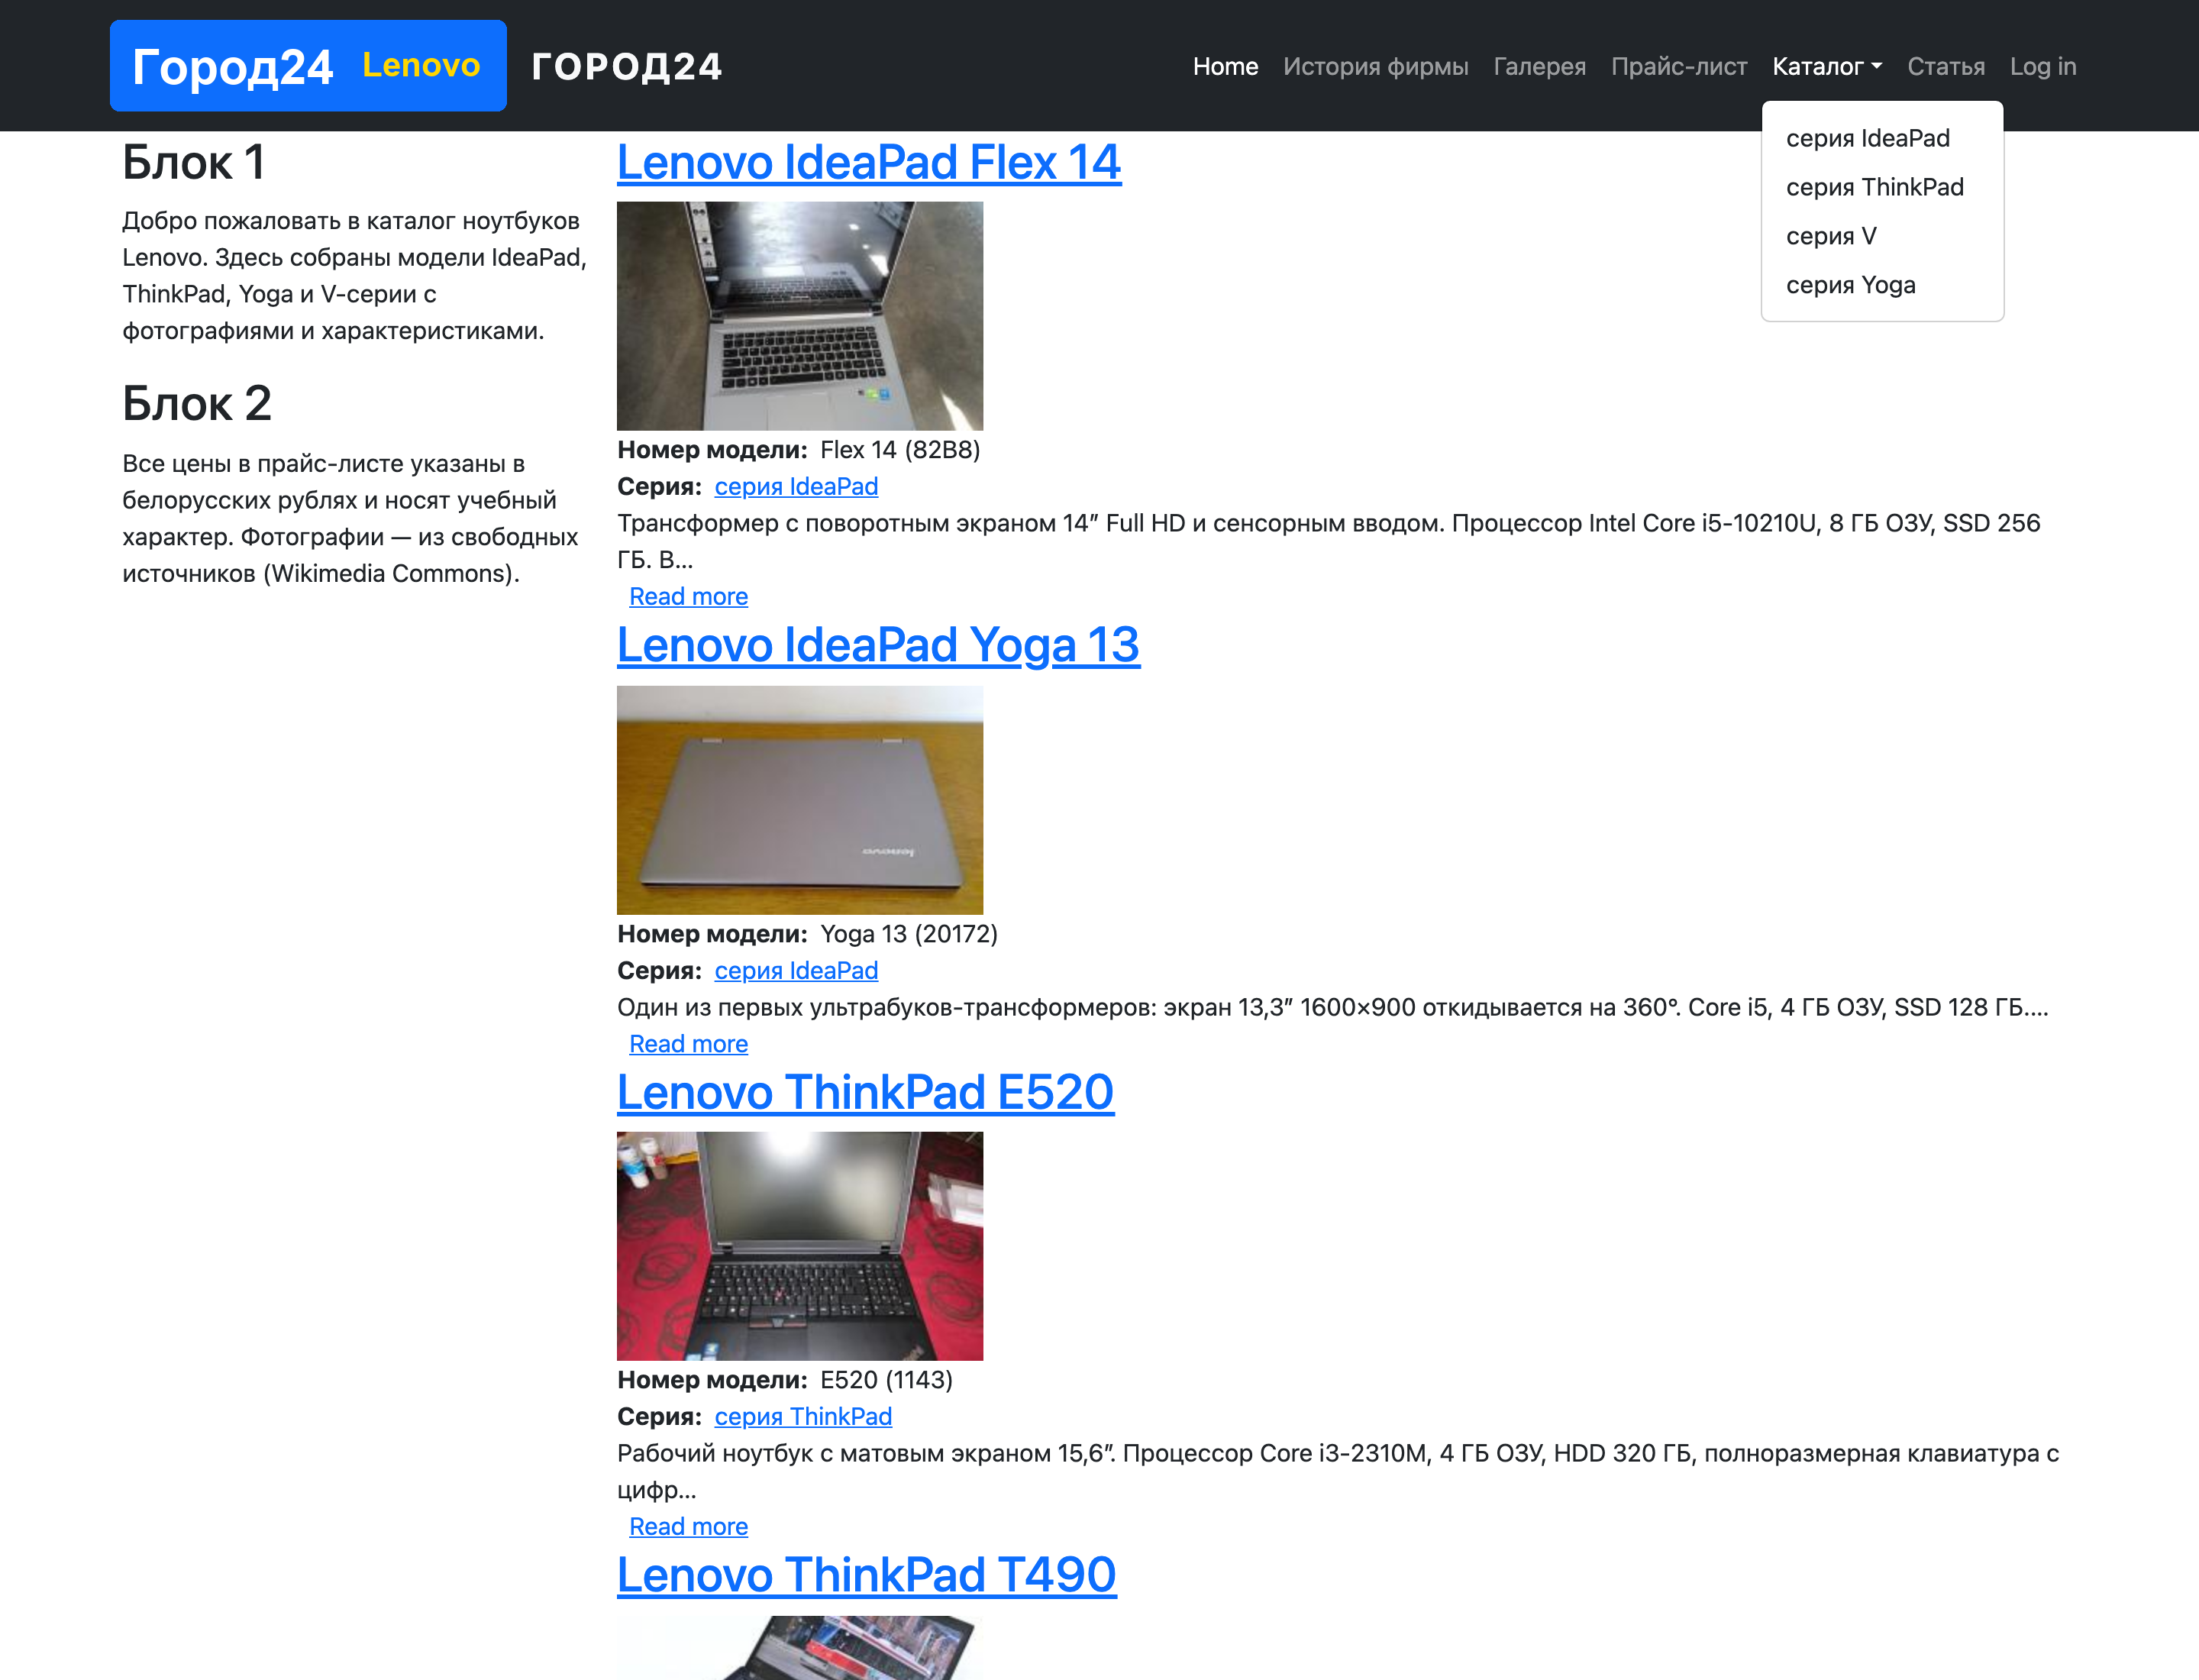 Город24 Lenovo ГОРОД24 Home История фирмы Галерея Прайс-лист Каталог Статья Log in
серия IdeaPad
серия ThinkPad
серия V
серия Yoga
Блок 1
Добро пожаловать в каталог ноутбуков
Lenovo. Здесь собраны модели IdeaPad,
ThinkPad, Yoga и V-серии с
фотографиями и характеристиками.
Блок 2
Все цены в прайс-листе указаны в
белорусских рублях и носят учебный
характер. Фотографии — из свободных
источников (Wikimedia Commons).
Lenovo IdeaPad Flex 14
Номер модели: Flex 14 (82B8)
Серия: серия IdeaPad
Трансформер с поворотным экраном 14″ Full HD и сенсорным вводом. Процессор Intel Core i5-10210U, 8 ГБ ОЗУ, SSD 256
ГБ. В...
Read more
Lenovo IdeaPad Yoga 13
lenovo
Номер модели: Yoga 13 (20172)
Серия: серия IdeaPad
Один из первых ультрабуков-трансформеров: экран 13,3″ 1600×900 откидывается на 360°. Core i5, 4 ГБ ОЗУ, SSD 128 ГБ....
Read more
Lenovo ThinkPad E520
Номер модели: E520 (1143)
Серия: серия ThinkPad
Рабочий ноутбук с матовым экраном 15,6″. Процессор Core i3-2310M, 4 ГБ ОЗУ, HDD 320 ГБ, полноразмерная клавиатура с
цифр...
Read more
Lenovo ThinkPad T490